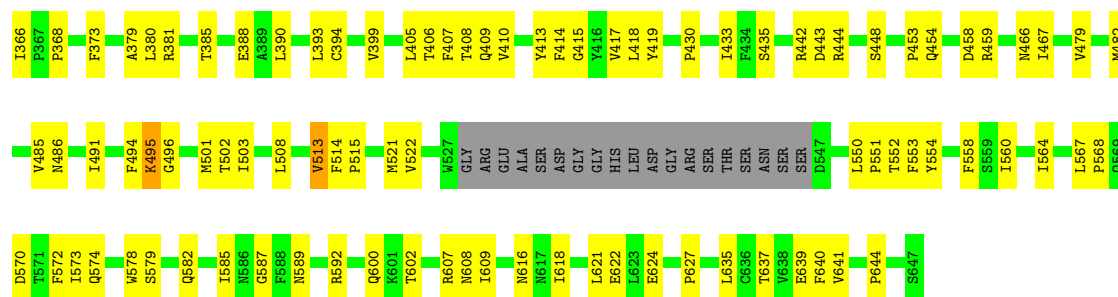 I366 P367 P368 F373 A379 L380 R381 T385 E388 A389 L390 L393 C394 V399 L405 T406 F407 T408 Q409 V410 Y413 F414 G415 Y416 V417 L418 Y419 P430 I433 F434 S435 R442 D443 R444 S448 P453 Q454 D458 R459 N466 I467 V479 M482
V485 N486 I491 F494 K495 G496 M501 T502 I503 L508 V513 F514 P515 M521 V522 W527 GLY ARG GLU ALA SER ASP GLY GLY HIS LEU ASP GLY ARG SER THR SER ASN SER SER D547 L550 P551 T552 F553 Y554 F558 S559 I560 I564 L567 P568 Q569
D570 T571 F572 I573 Q574 W578 S579 Q582 I585 N586 G587 F588 N589 R592 Q600 K601 T602 R607 N608 I609 N616 N617 I618 L621 E622 L623 E624 P627 L635 C636 T637 V638 E639 F640 V641 P644 S647